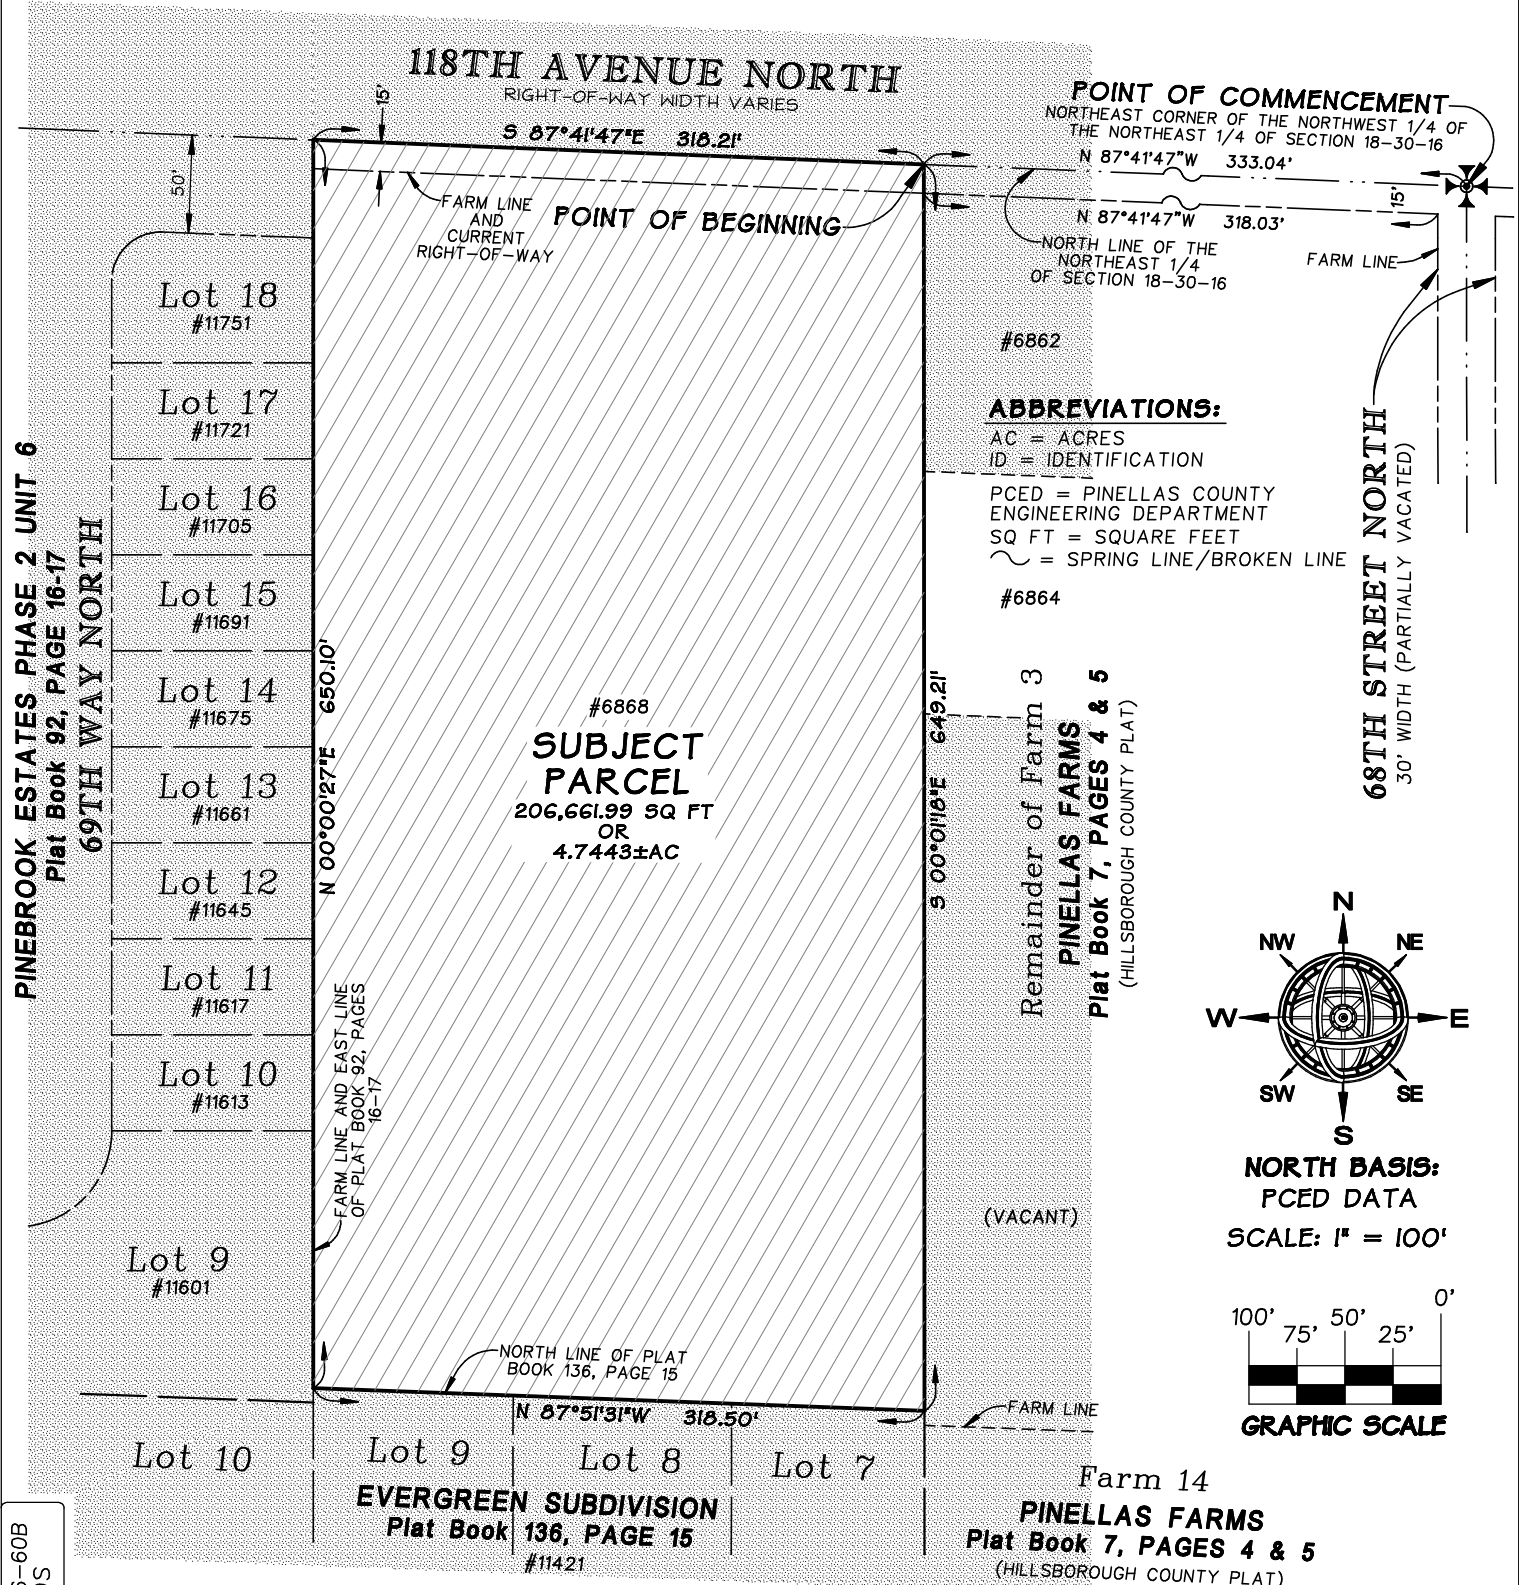 118TH AVENUE NORTH
RIGHT-OF-WAY WIDTH VARIES
15'
S 87°41'47"E 318.21'
POINT OF COMMENCEMENT
NORTHEAST CORNER OF THE NORTHWEST 1/4 OF
THE NORTHEAST 1/4 OF SECTION 18-30-16
N 87°41'47"W 333.04'
15'
N 87°41'47"W 318.03'
50'
FARM LINE
AND
CURRENT
RIGHT-OF-WAY
POINT OF BEGINNING
NORTH LINE OF THE
NORTHEAST 1/4
OF SECTION 18-30-16
FARM LINE
Lot 18
#11751
#6862
Lot 17
#11721
ABBREVIATIONS:
AC = ACRES
ID = IDENTIFICATION
PCED = PINELLAS COUNTY
ENGINEERING DEPARTMENT
SQ FT = SQUARE FEET
= SPRING LINE/BROKEN LINE
#6864
68TH STREET NORTH
30' WIDTH (PARTIALLY VACATED)
PINEBROOK ESTATES PHASE 2 UNIT 6
Plat Book 92, PAGE 16-17
69TH WAY NORTH
Lot 16
#11705
Lot 15
#11691
Lot 14
#11675
Lot 13
#11661
Lot 12
#11645
Lot 11
#11617
Lot 10
#11613
Lot 9
#11601
N 00°00'27"E 650.10'
#6868
SUBJECT
PARCEL
206,661.99 SQ FT
OR
4.7443±AC
S 00°01'18"E 649.21'
Remainder of Farm 3
PINELLAS FARMS
Plat Book 7, PAGES 4 & 5
(HILLSBOROUGH COUNTY PLAT)
FARM LINE AND EAST LINE
OF PLAT BOOK 92, PAGES
16-17
N
NW
NE
W
E
SW
SE
S
NORTH BASIS:
PCED DATA
SCALE: 1" = 100'
(VACANT)
0'
100' 50'
75' 25'
GRAPHIC SCALE
NORTH LINE OF PLAT
BOOK 136, PAGE 15
N 87°51'31"W 318.50'
FARM LINE
Lot 10
Lot 9
Lot 8
Lot 7
EVERGREEN SUBDIVISION
Plat Book 136, PAGE 15
#11421
Farm 14
PINELLAS FARMS
Plat Book 7, PAGES 4 & 5
(HILLSBOROUGH COUNTY PLAT)
-60B